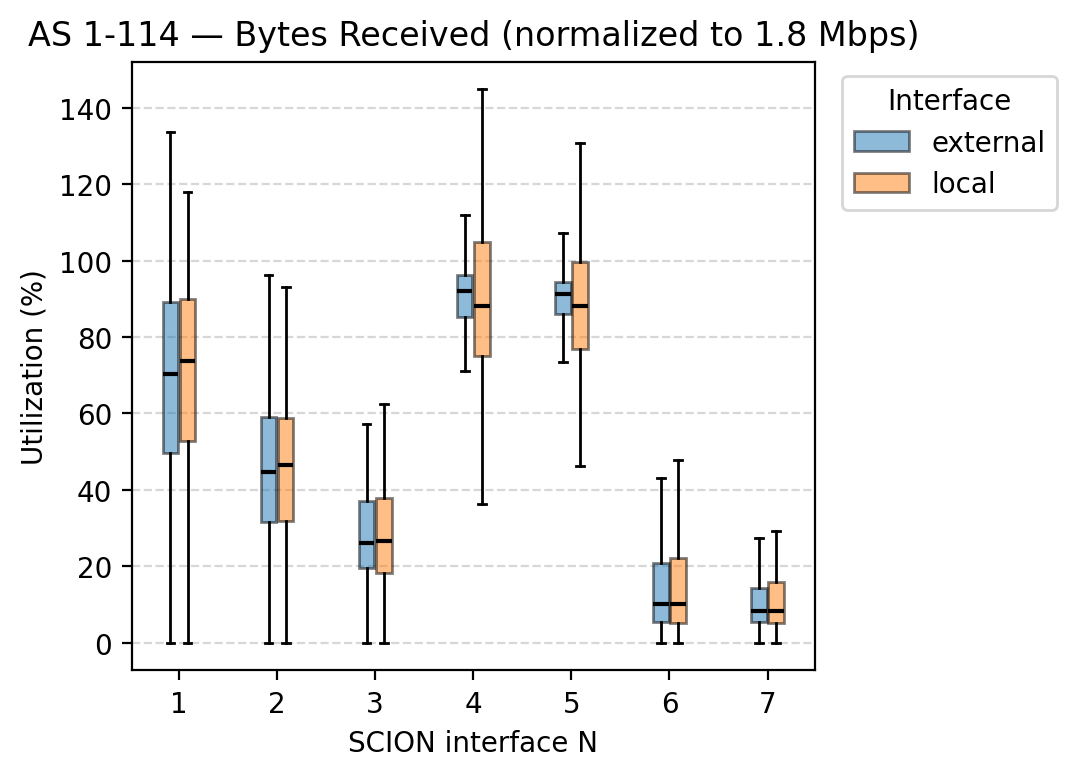 AS 1-114 — Bytes Received (normalized to 1.8 Mbps)
Interface
external
local
Utilization (%)
140
120
100
80
60
40
20
0
1 2 3 4 5 6 7
SCION interface N